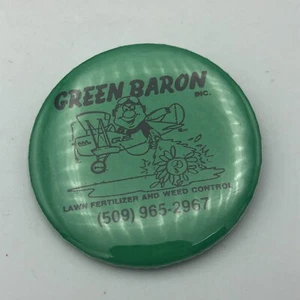 GREEN BARON
INC.
LAWN FERTILIZER AND WEED CONTROL
(509) 965-2967